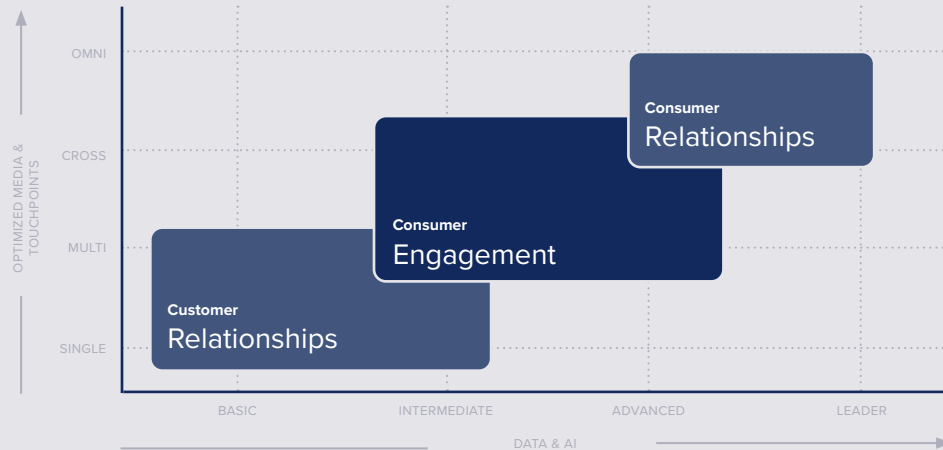 OMNI
CROSS
MULTI
SINGLE
OPTIMIZED MEDIA &
TOUCHPOINTS
Consumer
Relationships
Consumer
Engagement
Customer
Relationships
BASIC
INTERMEDIATE
ADVANCED
LEADER
DATA & AI